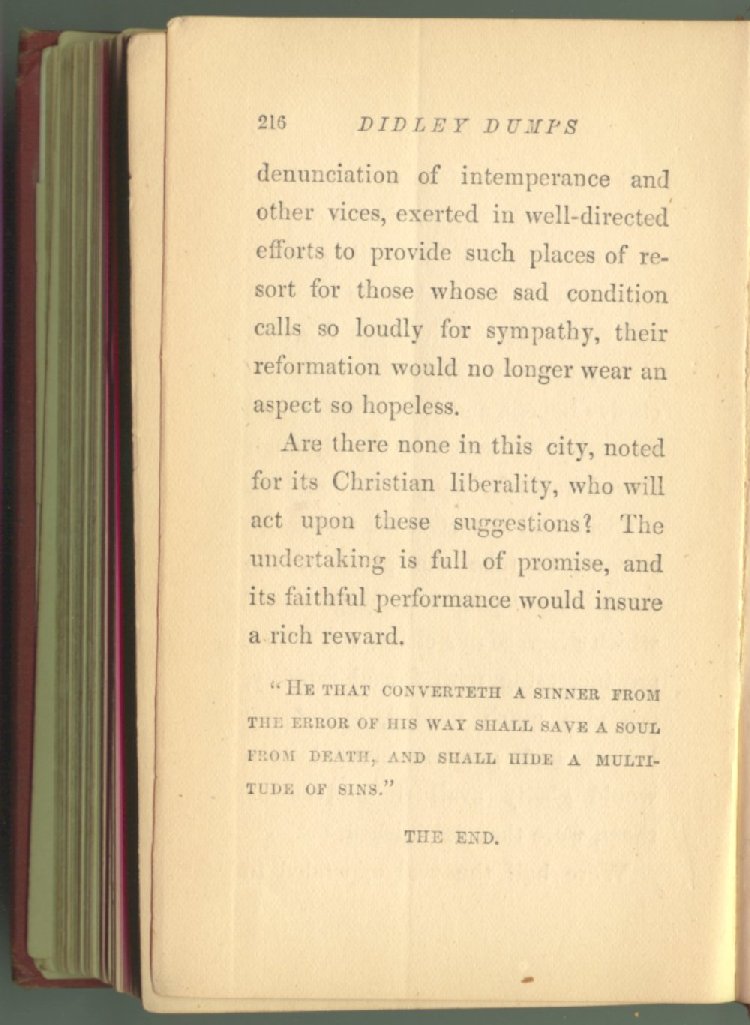 216 DIDLEY DUMPS
denunciation of intemperance and
other vices, exerted in well-directed
efforts to provide such places of re-
sort for those whose sad condition
calls so loudly for sympathy, their
reformation would no longer wear an
aspect so hopeless.
Are there none in this city, noted
for its Christian liberality, who will
act upon these suggestions? The
undertaking is full of promise, and
its faithful performance would insure
a rich reward.
"HE THAT CONVERTETH A SINNER FROM
THE ERROR OF HIS WAY SHALL SAVE A SOUL
FROM DEATH, AND SHALL HIDE A MULTI-
TUDE OF SINS."
THE END.